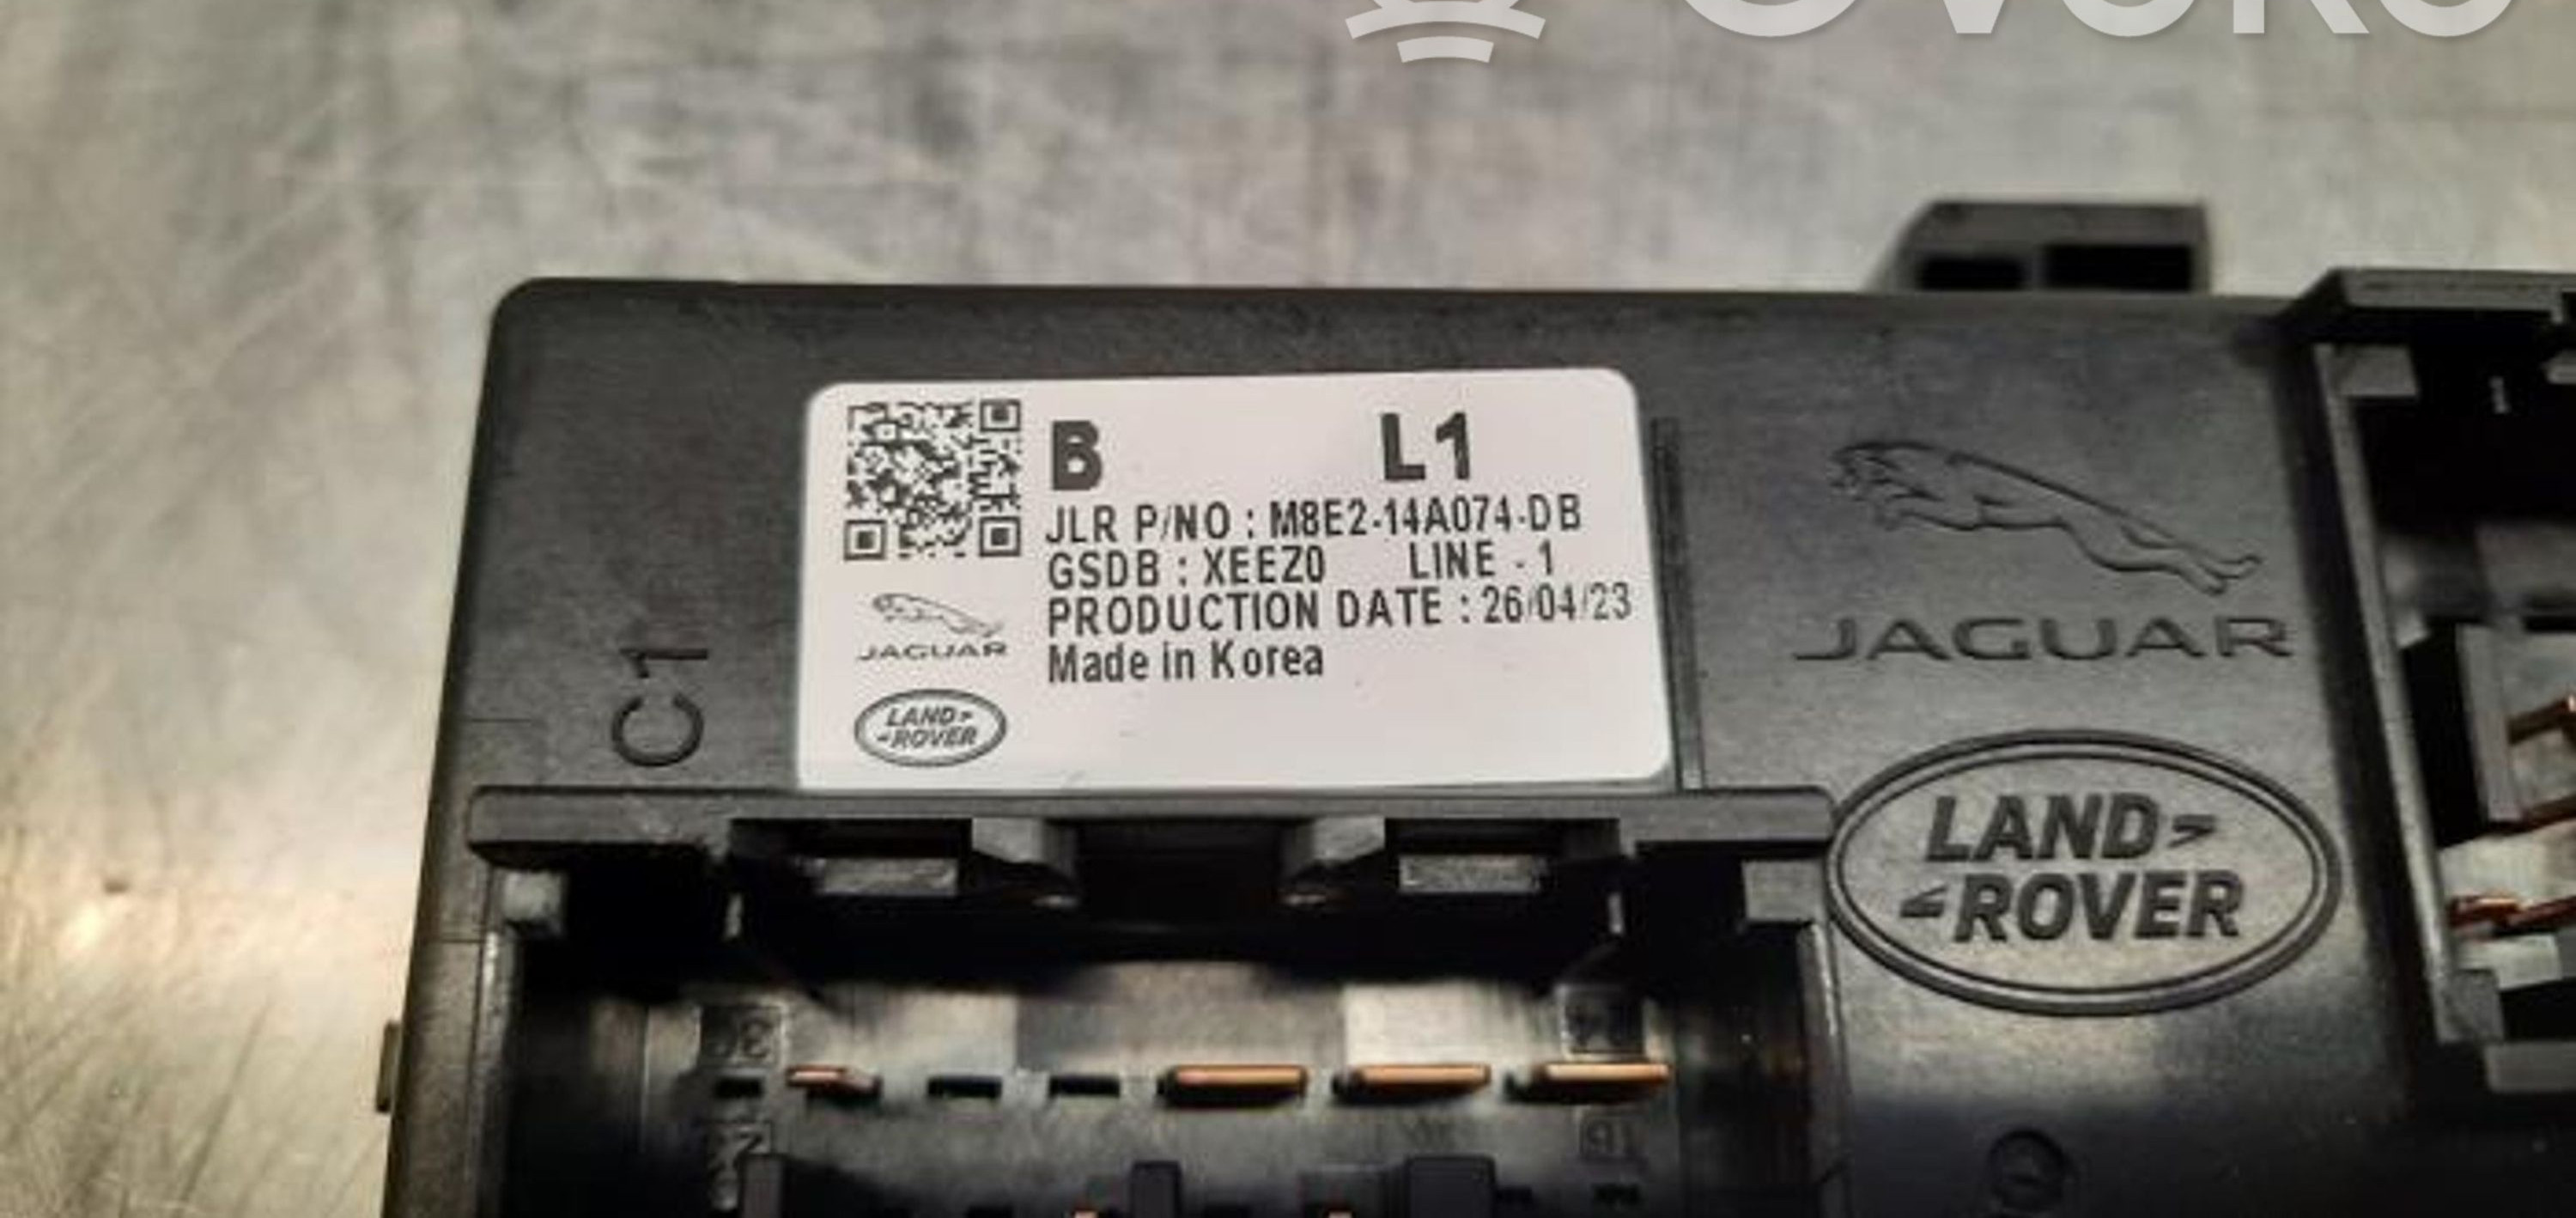 B L1
JLR P/NO : M8E2-14A074-DB
GSDB : XEEZ0 LINE - 1
PRODUCTION DATE : 26/04/23
Made in Korea
JAGUAR
LAND
ROVER
C1
JAGUAR
LAND
ROVER